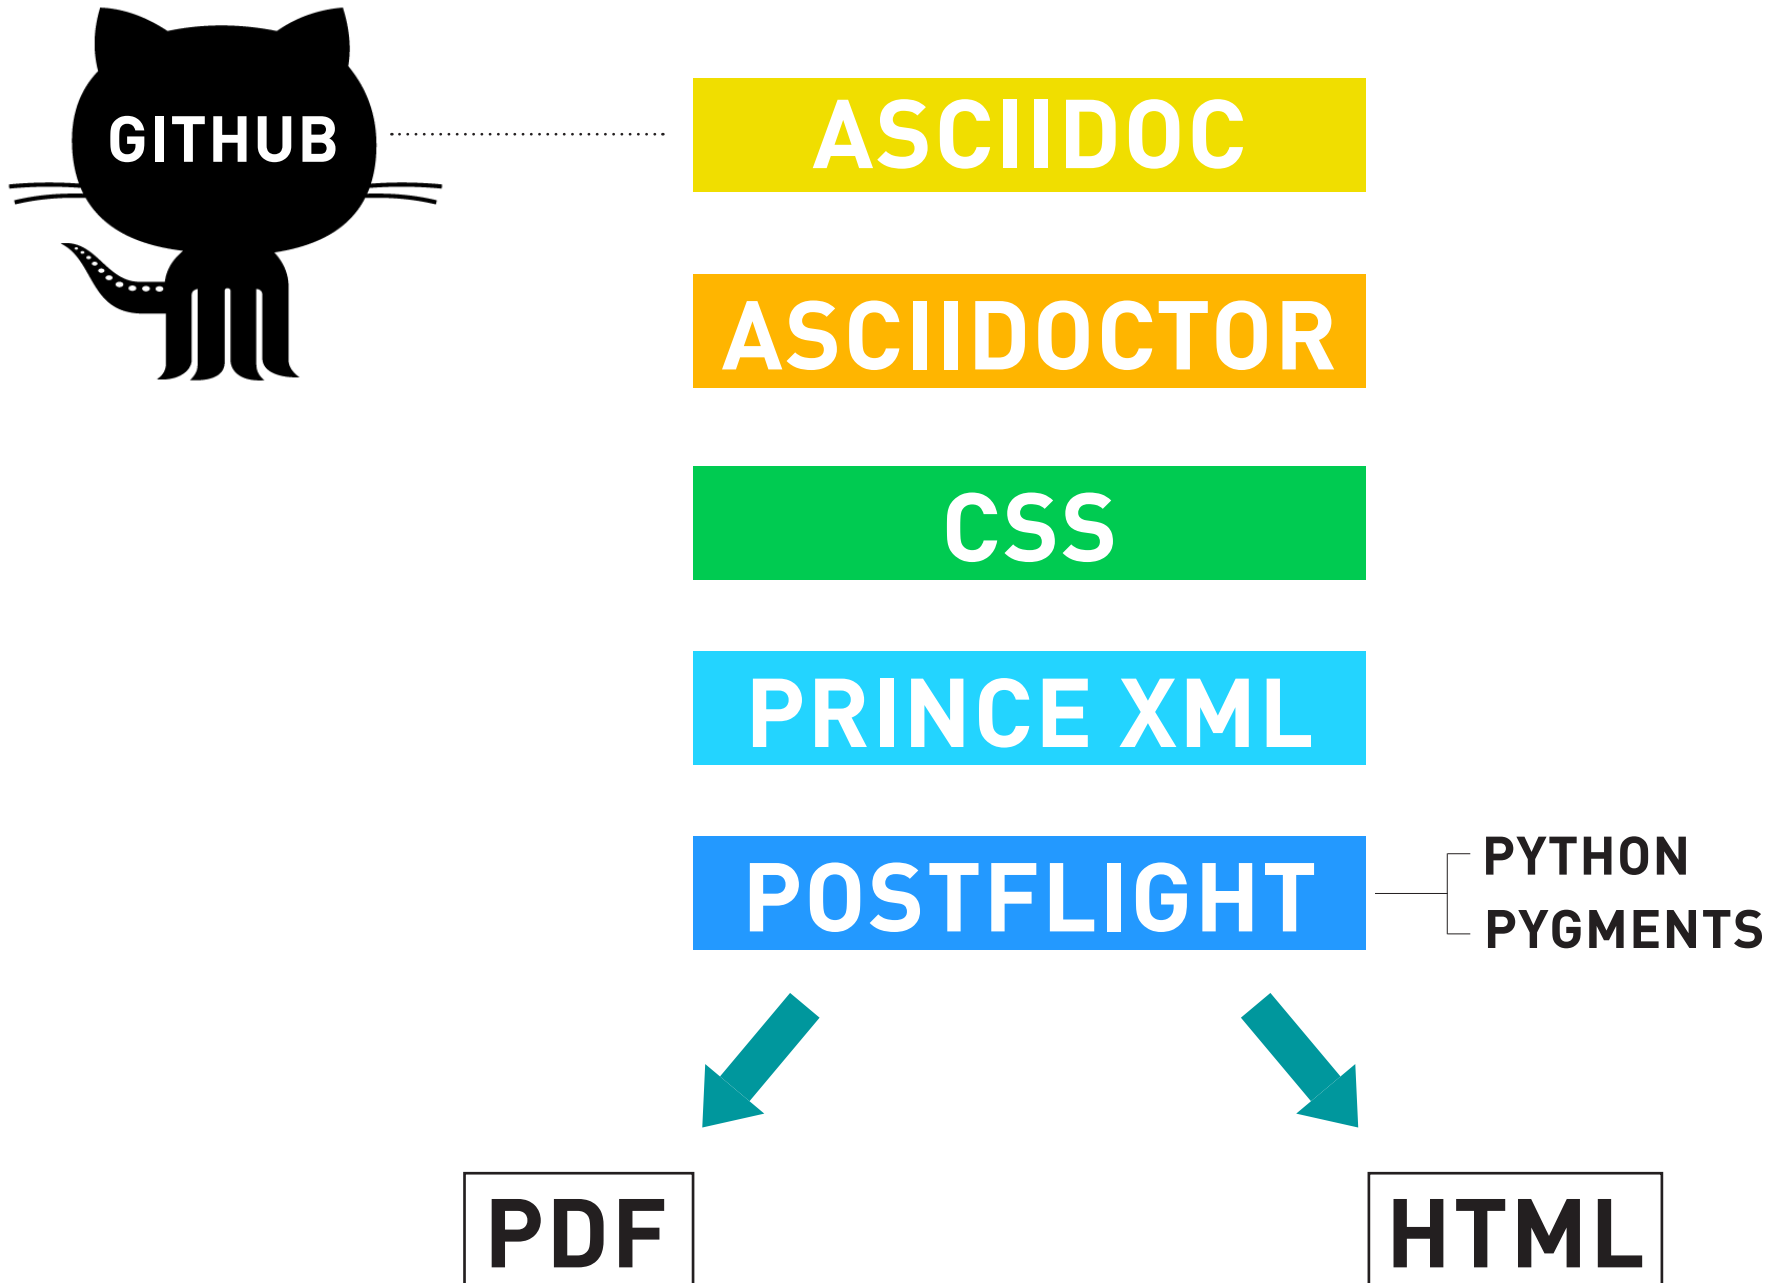 GITHUB
ASCIIDOC
ASCIIDOCTOR
CSS
PRINCE XML
POSTFLIGHT
PYTHON
PYGMENTS
PDF
HTML